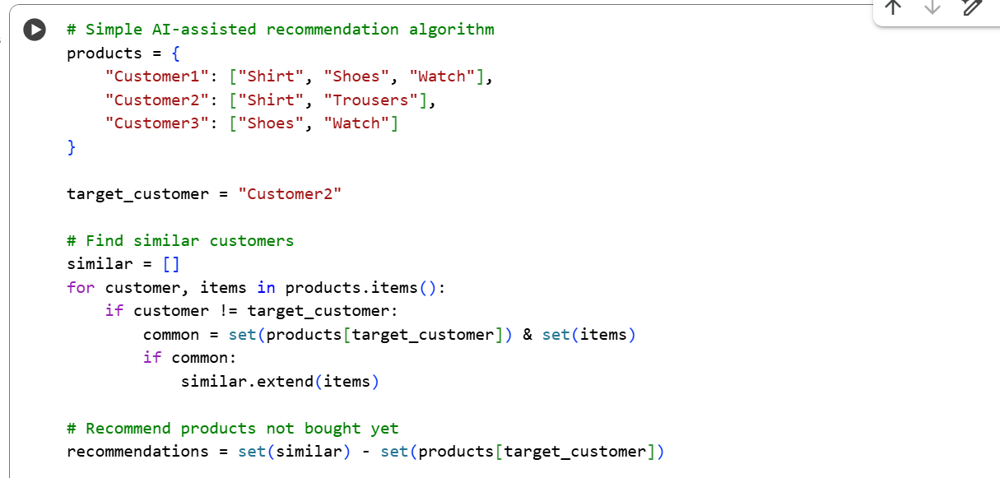 # Simple AI-assisted recommendation algorithm
products = {
    "Customer1": ["Shirt", "Shoes", "Watch"],
    "Customer2": ["Shirt", "Trousers"],
    "Customer3": ["Shoes", "Watch"]
}
target_customer = "Customer2"
# Find similar customers
similar = []
for customer, items in products.items():
    if customer != target_customer:
        common = set(products[target_customer]) & set(items)
        if common:
            similar.extend(items)
# Recommend products not bought yet
recommendations = set(similar) - set(products[target_customer])